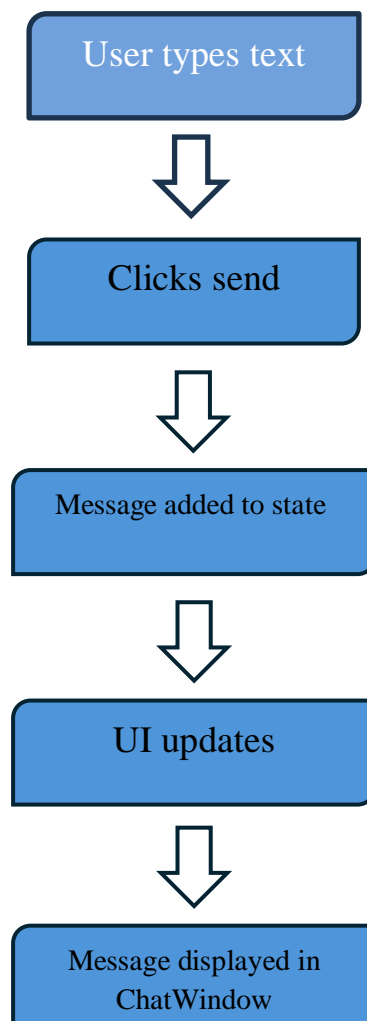 User types text
Clicks send
Message added to state
UI updates
Message displayed in
ChatWindow